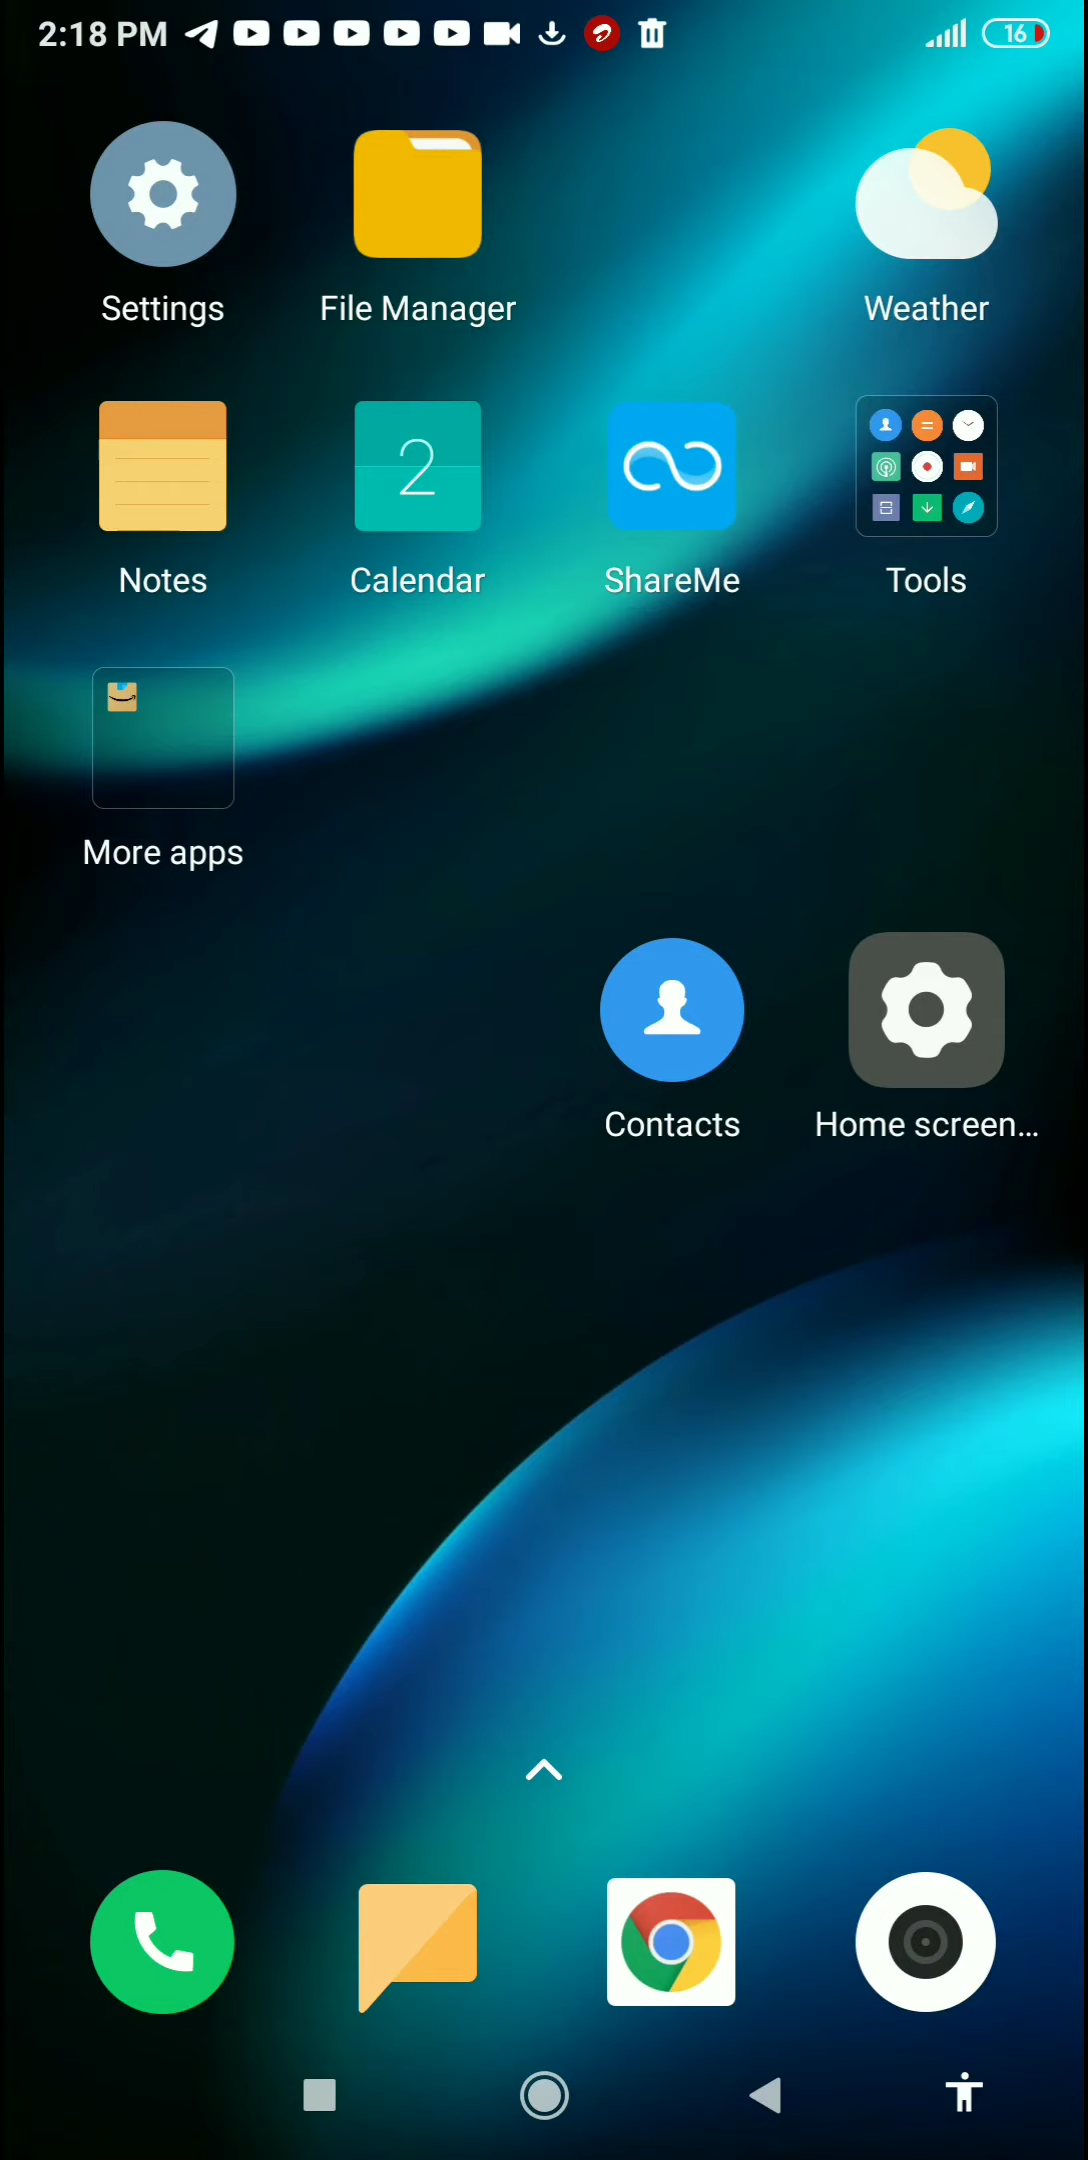 2:18 PM 16
Settings File Manager Weather
2
Notes Calendar ShareMe Tools
More apps
Contacts Home screen...